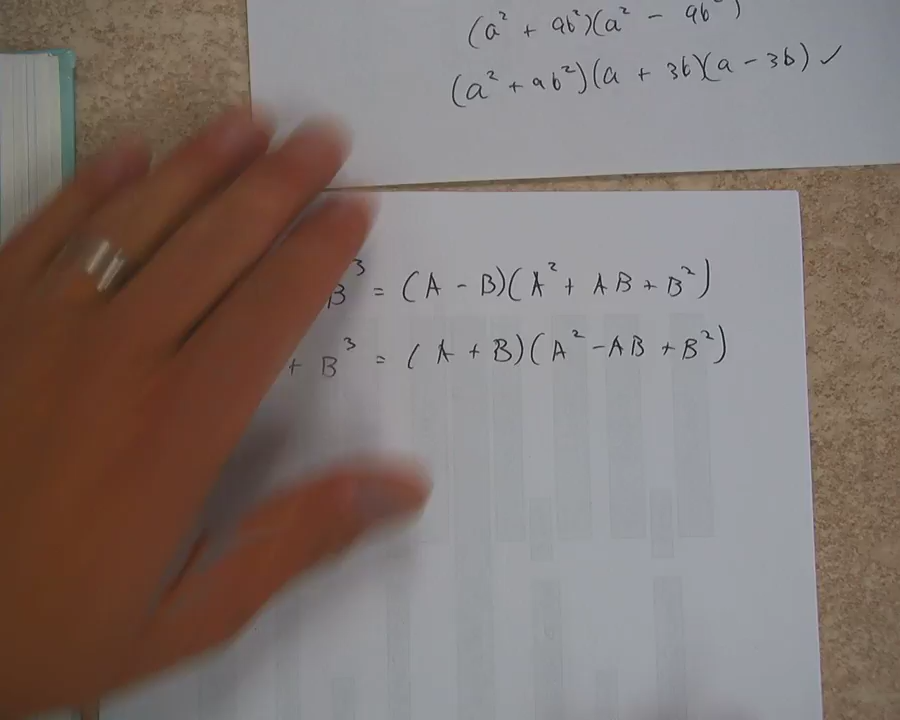 (a² + 9b²)(a² - 9b²)
(a² + 9b²)(a + 3b)(a - 3b) ✓
B³ = (A - B)(A² + AB + B²)
+ B³ = (A + B)(A² - AB + B²)